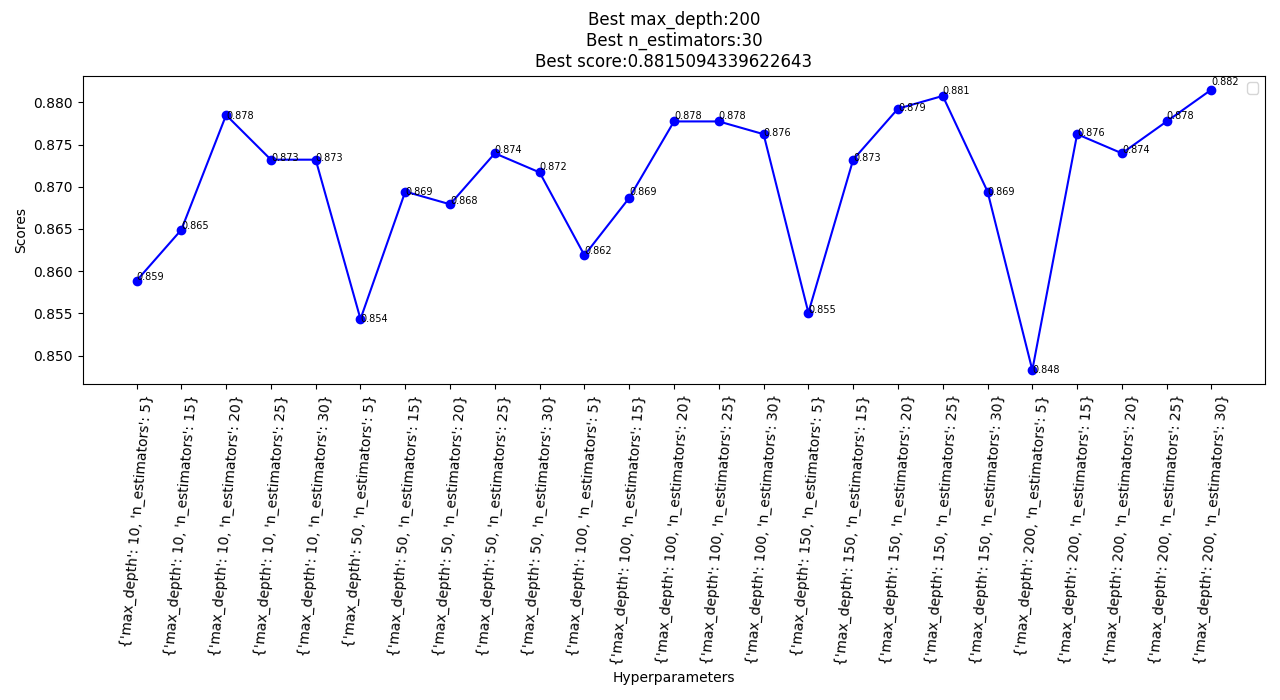 Best max_depth:200
Best n_estimators:30
Best score:0.8815094339622643
0.880
0.875
0.870
0.865
0.860
0.855
0.850
Scores
0.859
0.865
0.878
0.873
0.873
0.854
0.869
0.868
0.874
0.872
0.862
0.869
0.878
0.878
0.876
0.855
0.873
0.879
0.881
0.869
0.848
0.876
0.874
0.878
0.882
{'max_depth': 10, 'n_estimators': 5}
{'max_depth': 10, 'n_estimators': 15}
{'max_depth': 10, 'n_estimators': 20}
{'max_depth': 10, 'n_estimators': 25}
{'max_depth': 10, 'n_estimators': 30}
{'max_depth': 50, 'n_estimators': 5}
{'max_depth': 50, 'n_estimators': 15}
{'max_depth': 50, 'n_estimators': 20}
{'max_depth': 50, 'n_estimators': 25}
{'max_depth': 50, 'n_estimators': 30}
{'max_depth': 100, 'n_estimators': 5}
{'max_depth': 100, 'n_estimators': 15}
{'max_depth': 100, 'n_estimators': 20}
{'max_depth': 100, 'n_estimators': 25}
{'max_depth': 100, 'n_estimators': 30}
{'max_depth': 150, 'n_estimators': 5}
{'max_depth': 150, 'n_estimators': 15}
{'max_depth': 150, 'n_estimators': 20}
{'max_depth': 150, 'n_estimators': 25}
{'max_depth': 150, 'n_estimators': 30}
{'max_depth': 200, 'n_estimators': 5}
{'max_depth': 200, 'n_estimators': 15}
{'max_depth': 200, 'n_estimators': 20}
{'max_depth': 200, 'n_estimators': 25}
{'max_depth': 200, 'n_estimators': 30}
Hyperparameters